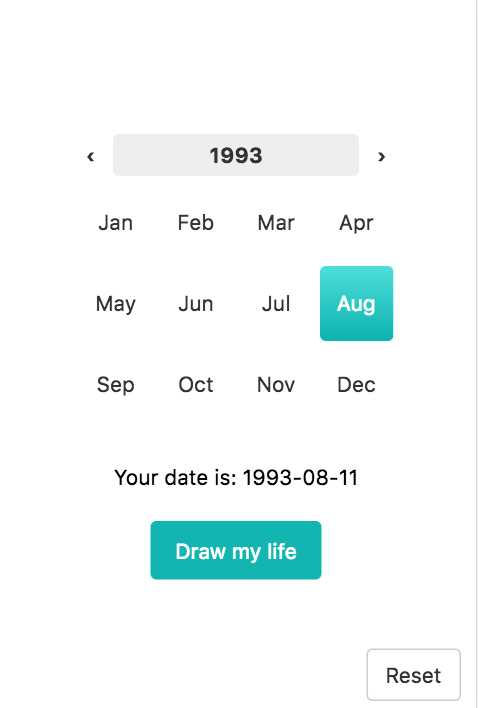 ‹ 1993 ›
Jan Feb Mar Apr
May Jun Jul Aug
Sep Oct Nov Dec
Your date is: 1993-08-11
Draw my life
Reset